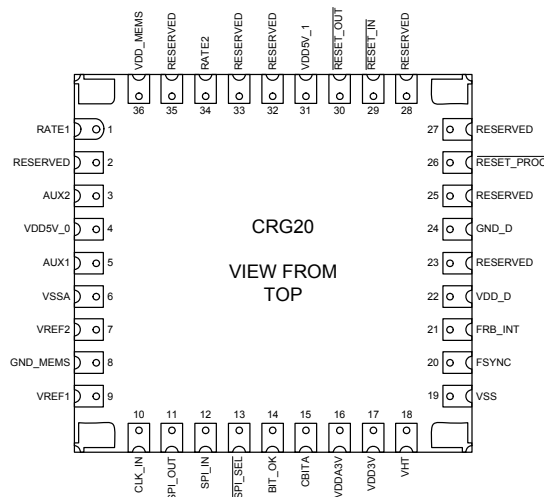 VDD_MEMS
RESERVED
RATE2
RESERVED
RESERVED
VDD5V_1
RESET_OUT
RESET_IN
RESERVED
36
35
34
33
32
31
30
29
28
RATE1 1
RESERVED 2
AUX2 3
VDD5V_0 4
AUX1 5
VSSA 6
VREF2 7
GND_MEMS 8
VREF1 9
CRG20
VIEW FROM
TOP
27 RESERVED
26 RESET_PROC
25 RESERVED
24 GND_D
23 RESERVED
22 VDD_D
21 FRB_INT
20 FSYNC
19 VSS
10
11
12
13
14
15
16
17
18
CLK_IN
SPI_OUT
SPI_IN
SPI_SEL
BIT_OK
CBITA
VDDA3V
VDD3V
VHT